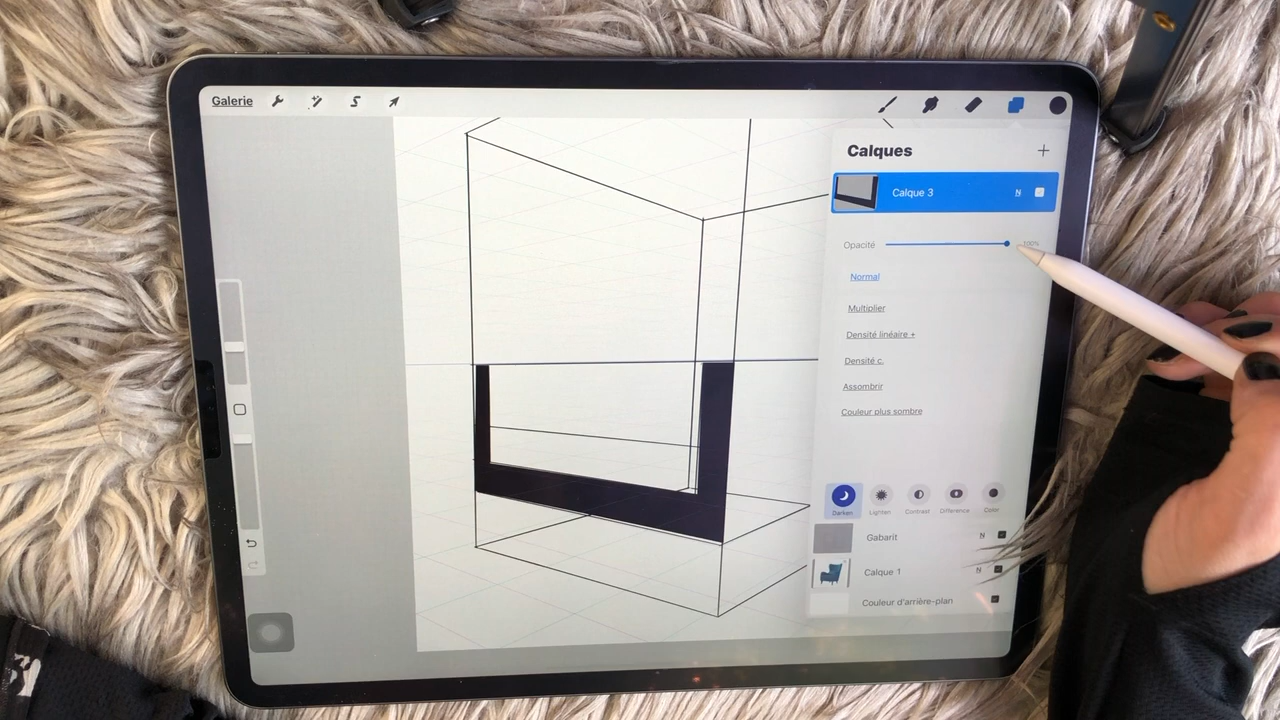 Galerie
Calques
Calque 3 N
Opacité 100%
Normal
Multiplier
Densité linéaire +
Densité c.
Assombrir
Couleur plus sombre
Darken Lighten Contrast Difference Color
Gabarit N
Calque 1 N
Couleur d'arrière-plan